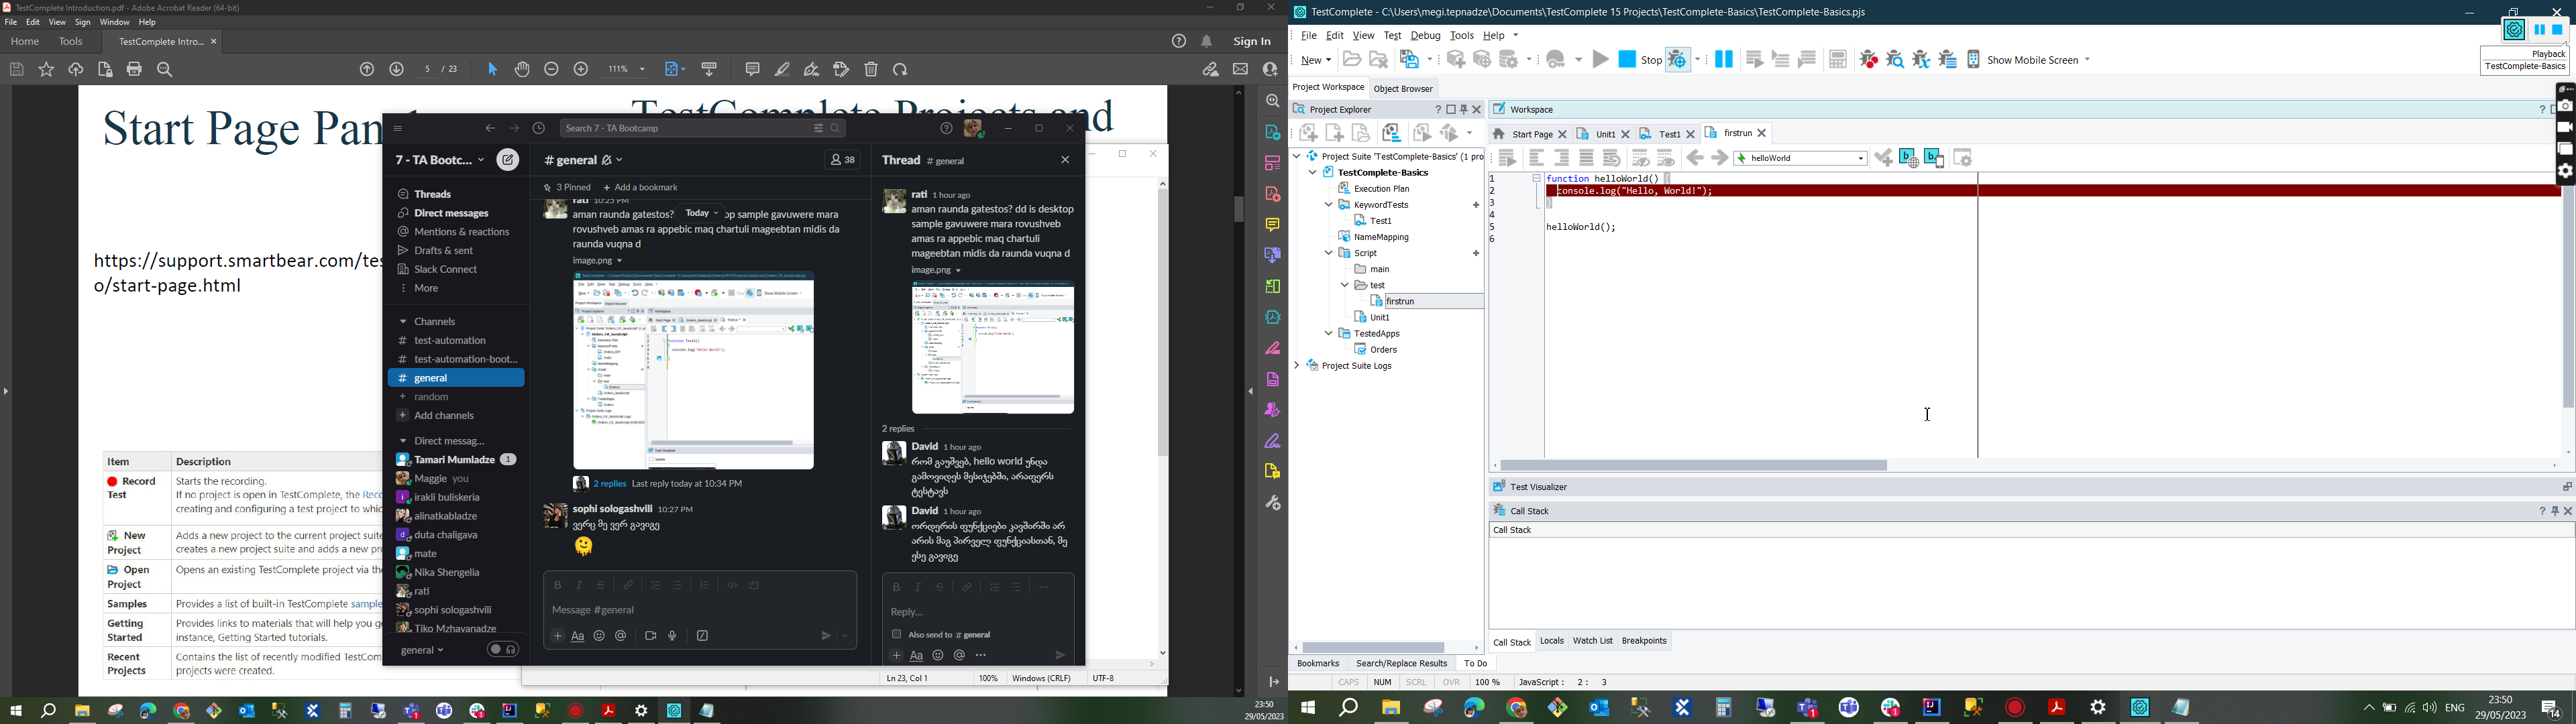 TestComplete Introduction.pdf - Adobe Acrobat Reader (64-bit)
File Edit View Sign Window Help
Home Tools TestComplete Intro... × Sign In
5 / 23 111%
Start Page Pan
TestComplete Projects and
https://support.smartbear.com/tes
o/start-page.html
Item Description
Record Test Starts the recording.
If no project is open in TestComplete, the Reco
creating and configuring a test project to whic
New Project Adds a new project to the current project suite
creates a new project suite and adds a new pr
Open Project Opens an existing TestComplete project via the
Samples Provides a list of built-in TestComplete sample
Getting Started Provides links to materials that will help you g
instance, Getting Started tutorials.
Recent Projects Contains the list of recently modified TestCom
projects were created.
Search 7 - TA Bootcamp
7 - TA Bootc...
Threads
Direct messages
Mentions & reactions
Drafts & sent
Slack Connect
More
Channels
# test-automation
# test-automation-boot...
# general
+ random
+ Add channels
Direct messag...
Tamari Mumladze 1
Maggie you
irakli buliskeria
alinatkabladze
duta chaligava
mate
Nika Shengelia
rati
sophi sologashvili
Tiko Mzhavanadze
general
# general 38
3 Pinned + Add a bookmark
rati 10:25 PM
Today
aman raunda gatestos? op sample gavuwere mara
rovushveb amas ra appebic maq chartuli mageebtan midis da
raunda vuqna d
image.png
2 replies Last reply today at 10:34 PM
sophi sologashvili 10:27 PM
ვერც მე ვერ გავიგე
Message #general
Thread # general
rati 1 hour ago
aman raunda gatestos? dd is desktop
sample gavuwere mara rovushveb
amas ra appebic maq chartuli
mageebtan midis da raunda vuqna d
image.png
2 replies
David 1 hour ago
რომ გაუშვებ, hello world უნდა
გამოვიდეს მესიჯებში, არაფერს
ტესტავს
David 1 hour ago
ორდერის ფუნქციები კავშირში არ
არის მაგ პირველ ფუნქციასთან, მე
ესე გავიგე
Reply...
Also send to # general
Ln 23, Col 1 100% Windows (CRLF) UTF-8
23:50
29/05/2023
TestComplete - C:\Users\megi.tepnadze\Documents\TestComplete 15 Projects\TestComplete-Basics\TestComplete-Basics.pjs
File Edit View Test Debug Tools Help
New Stop Show Mobile Screen
Playback
TestComplete-Basics
Project Workspace Object Browser
Project Explorer
Project Suite 'TestComplete-Basics' (1 pro
TestComplete-Basics
Execution Plan
KeywordTests
Test1
NameMapping
Script
main
test
firstrun
Unit1
TestedApps
Orders
Project Suite Logs
Workspace
Start Page Unit1 Test1 firstrun
helloWorld
1 function helloWorld() {
2 console.log("Hello, World!");
3 }
4
5 helloWorld();
6
Test Visualizer
Call Stack
Call Stack
Call Stack Locals Watch List Breakpoints
Bookmarks Search/Replace Results To Do
CAPS NUM SCRL OVR 100 % JavaScript : 2 : 3
ENG
23:50
29/05/2023
14